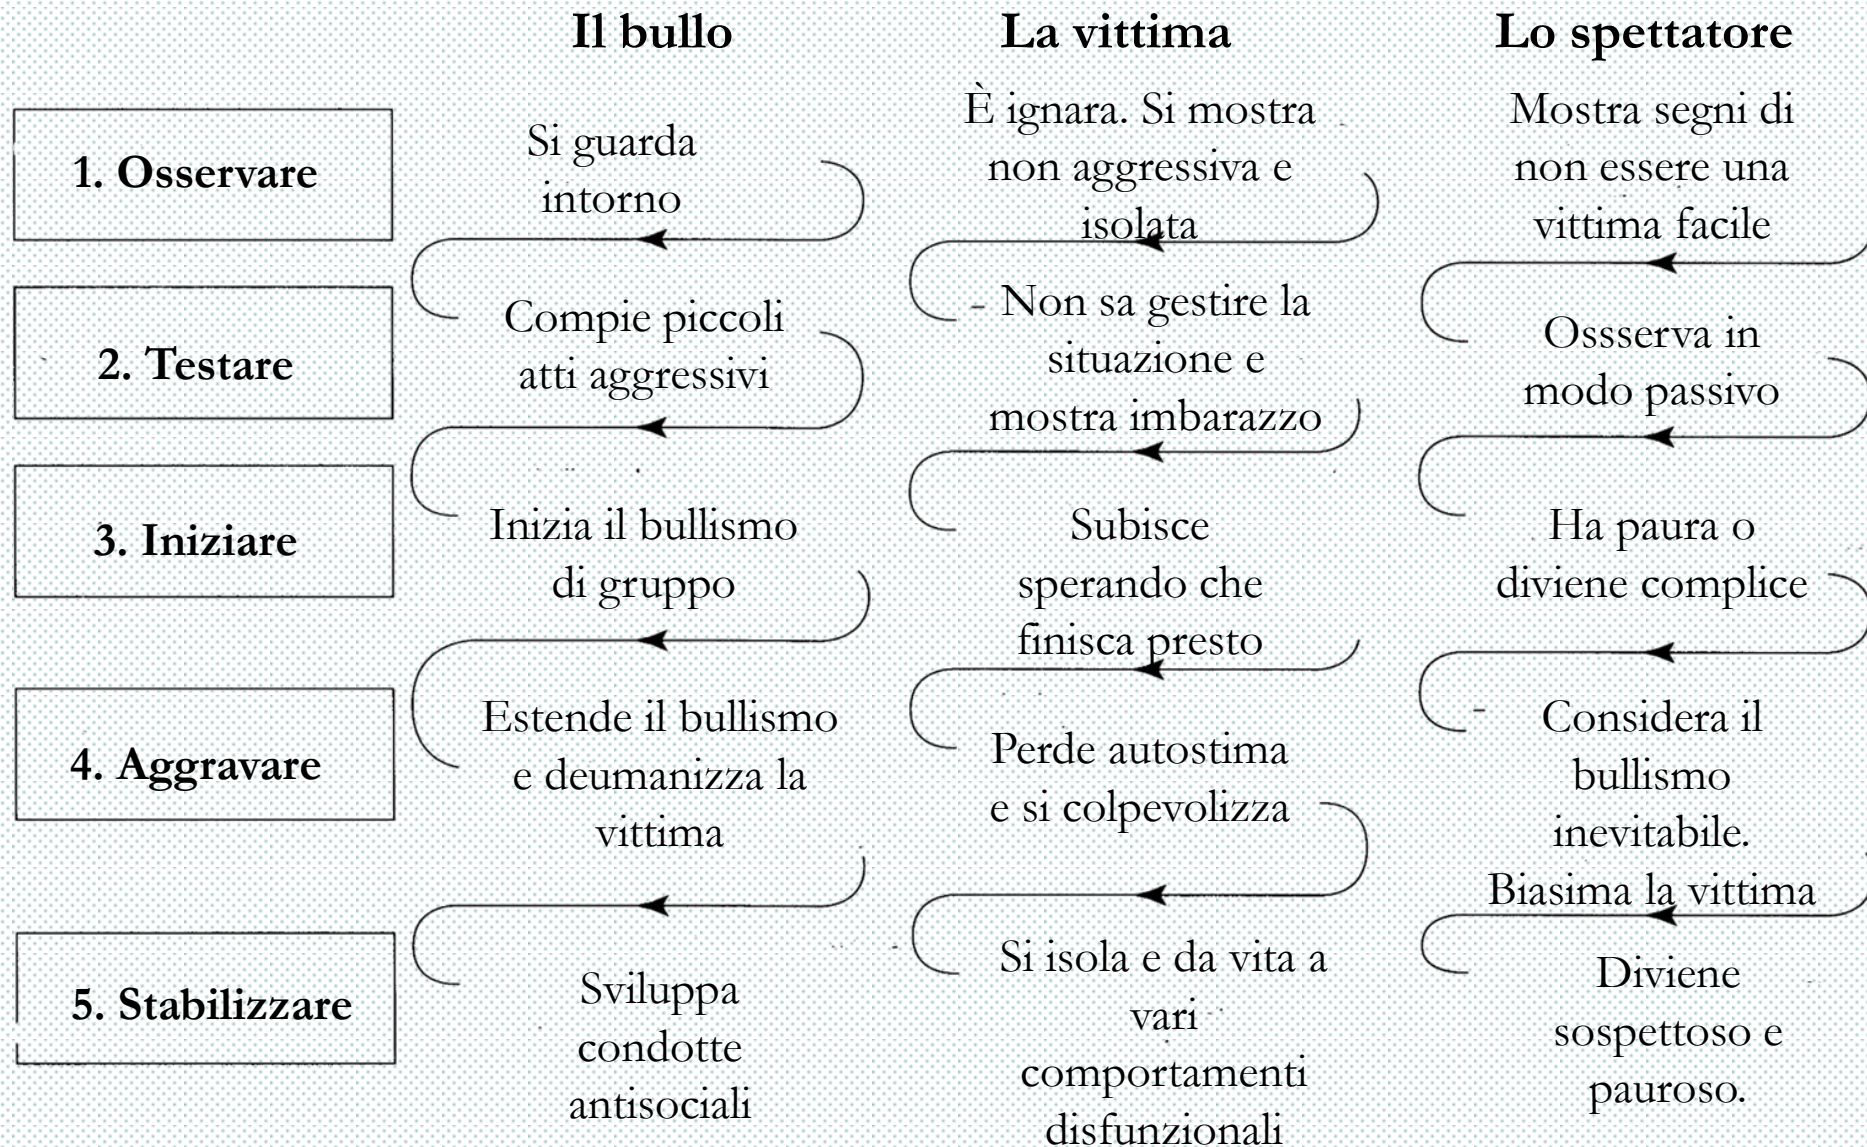 Il bullo
La vittima
Lo spettatore
1. Osservare
Si guarda
intorno
È ignara. Si mostra
non aggressiva e
isolata
Mostra segni di
non essere una
vittima facile
2. Testare
Compie piccoli
atti aggressivi
Non sa gestire la
situazione e
mostra imbarazzo
Ossserva in
modo passivo
3. Iniziare
Inizia il bullismo
di gruppo
Subisce
sperando che
finisca presto
Ha paura o
diviene complice
4. Aggravare
Estende il bullismo
e deumanizza la
vittima
Perde autostima
e si colpevolizza
Considera il
bullismo
inevitabile.
Biasima la vittima
5. Stabilizzare
Sviluppa
condotte
antisociali
Si isola e da vita a
vari
comportamenti
disfunzionali
Diviene
sospettoso e
pauroso.